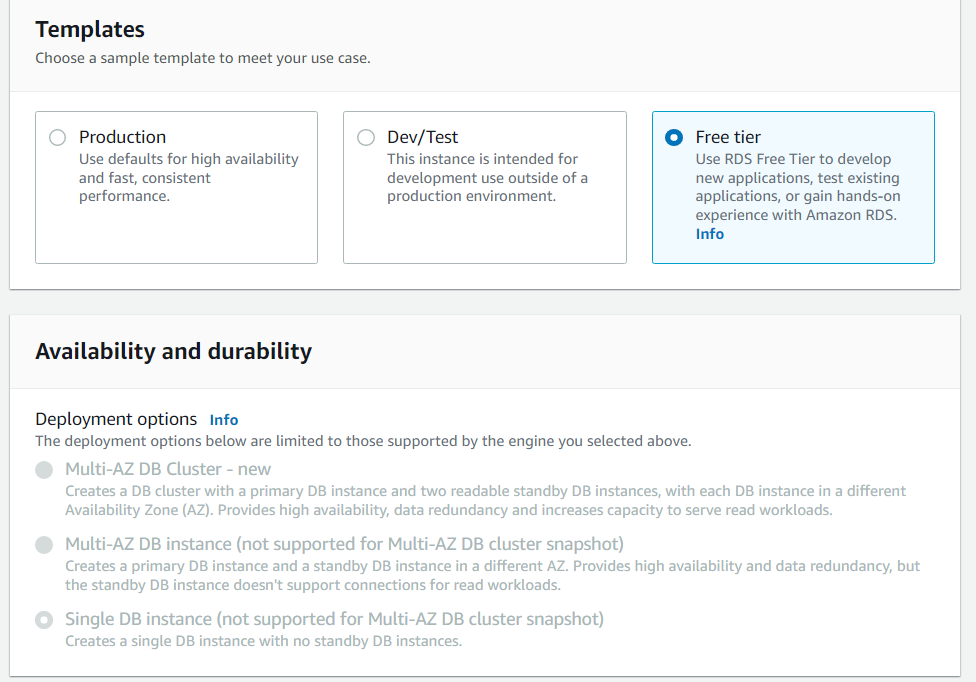 Templates
Choose a sample template to meet your use case.
Production
Use defaults for high availability
and fast, consistent
performance.
Dev/Test
This instance is intended for
development use outside of a
production environment.
Free tier
Use RDS Free Tier to develop
new applications, test existing
applications, or gain hands-on
experience with Amazon RDS.
Info
Availability and durability
Deployment options Info
The deployment options below are limited to those supported by the engine you selected above.
Multi-AZ DB Cluster - new
Creates a DB cluster with a primary DB instance and two readable standby DB instances, with each DB instance in a different
Availability Zone (AZ). Provides high availability, data redundancy and increases capacity to serve read workloads.
Multi-AZ DB instance (not supported for Multi-AZ DB cluster snapshot)
Creates a primary DB instance and a standby DB instance in a different AZ. Provides high availability and data redundancy, but
the standby DB instance doesn't support connections for read workloads.
Single DB instance (not supported for Multi-AZ DB cluster snapshot)
Creates a single DB instance with no standby DB instances.